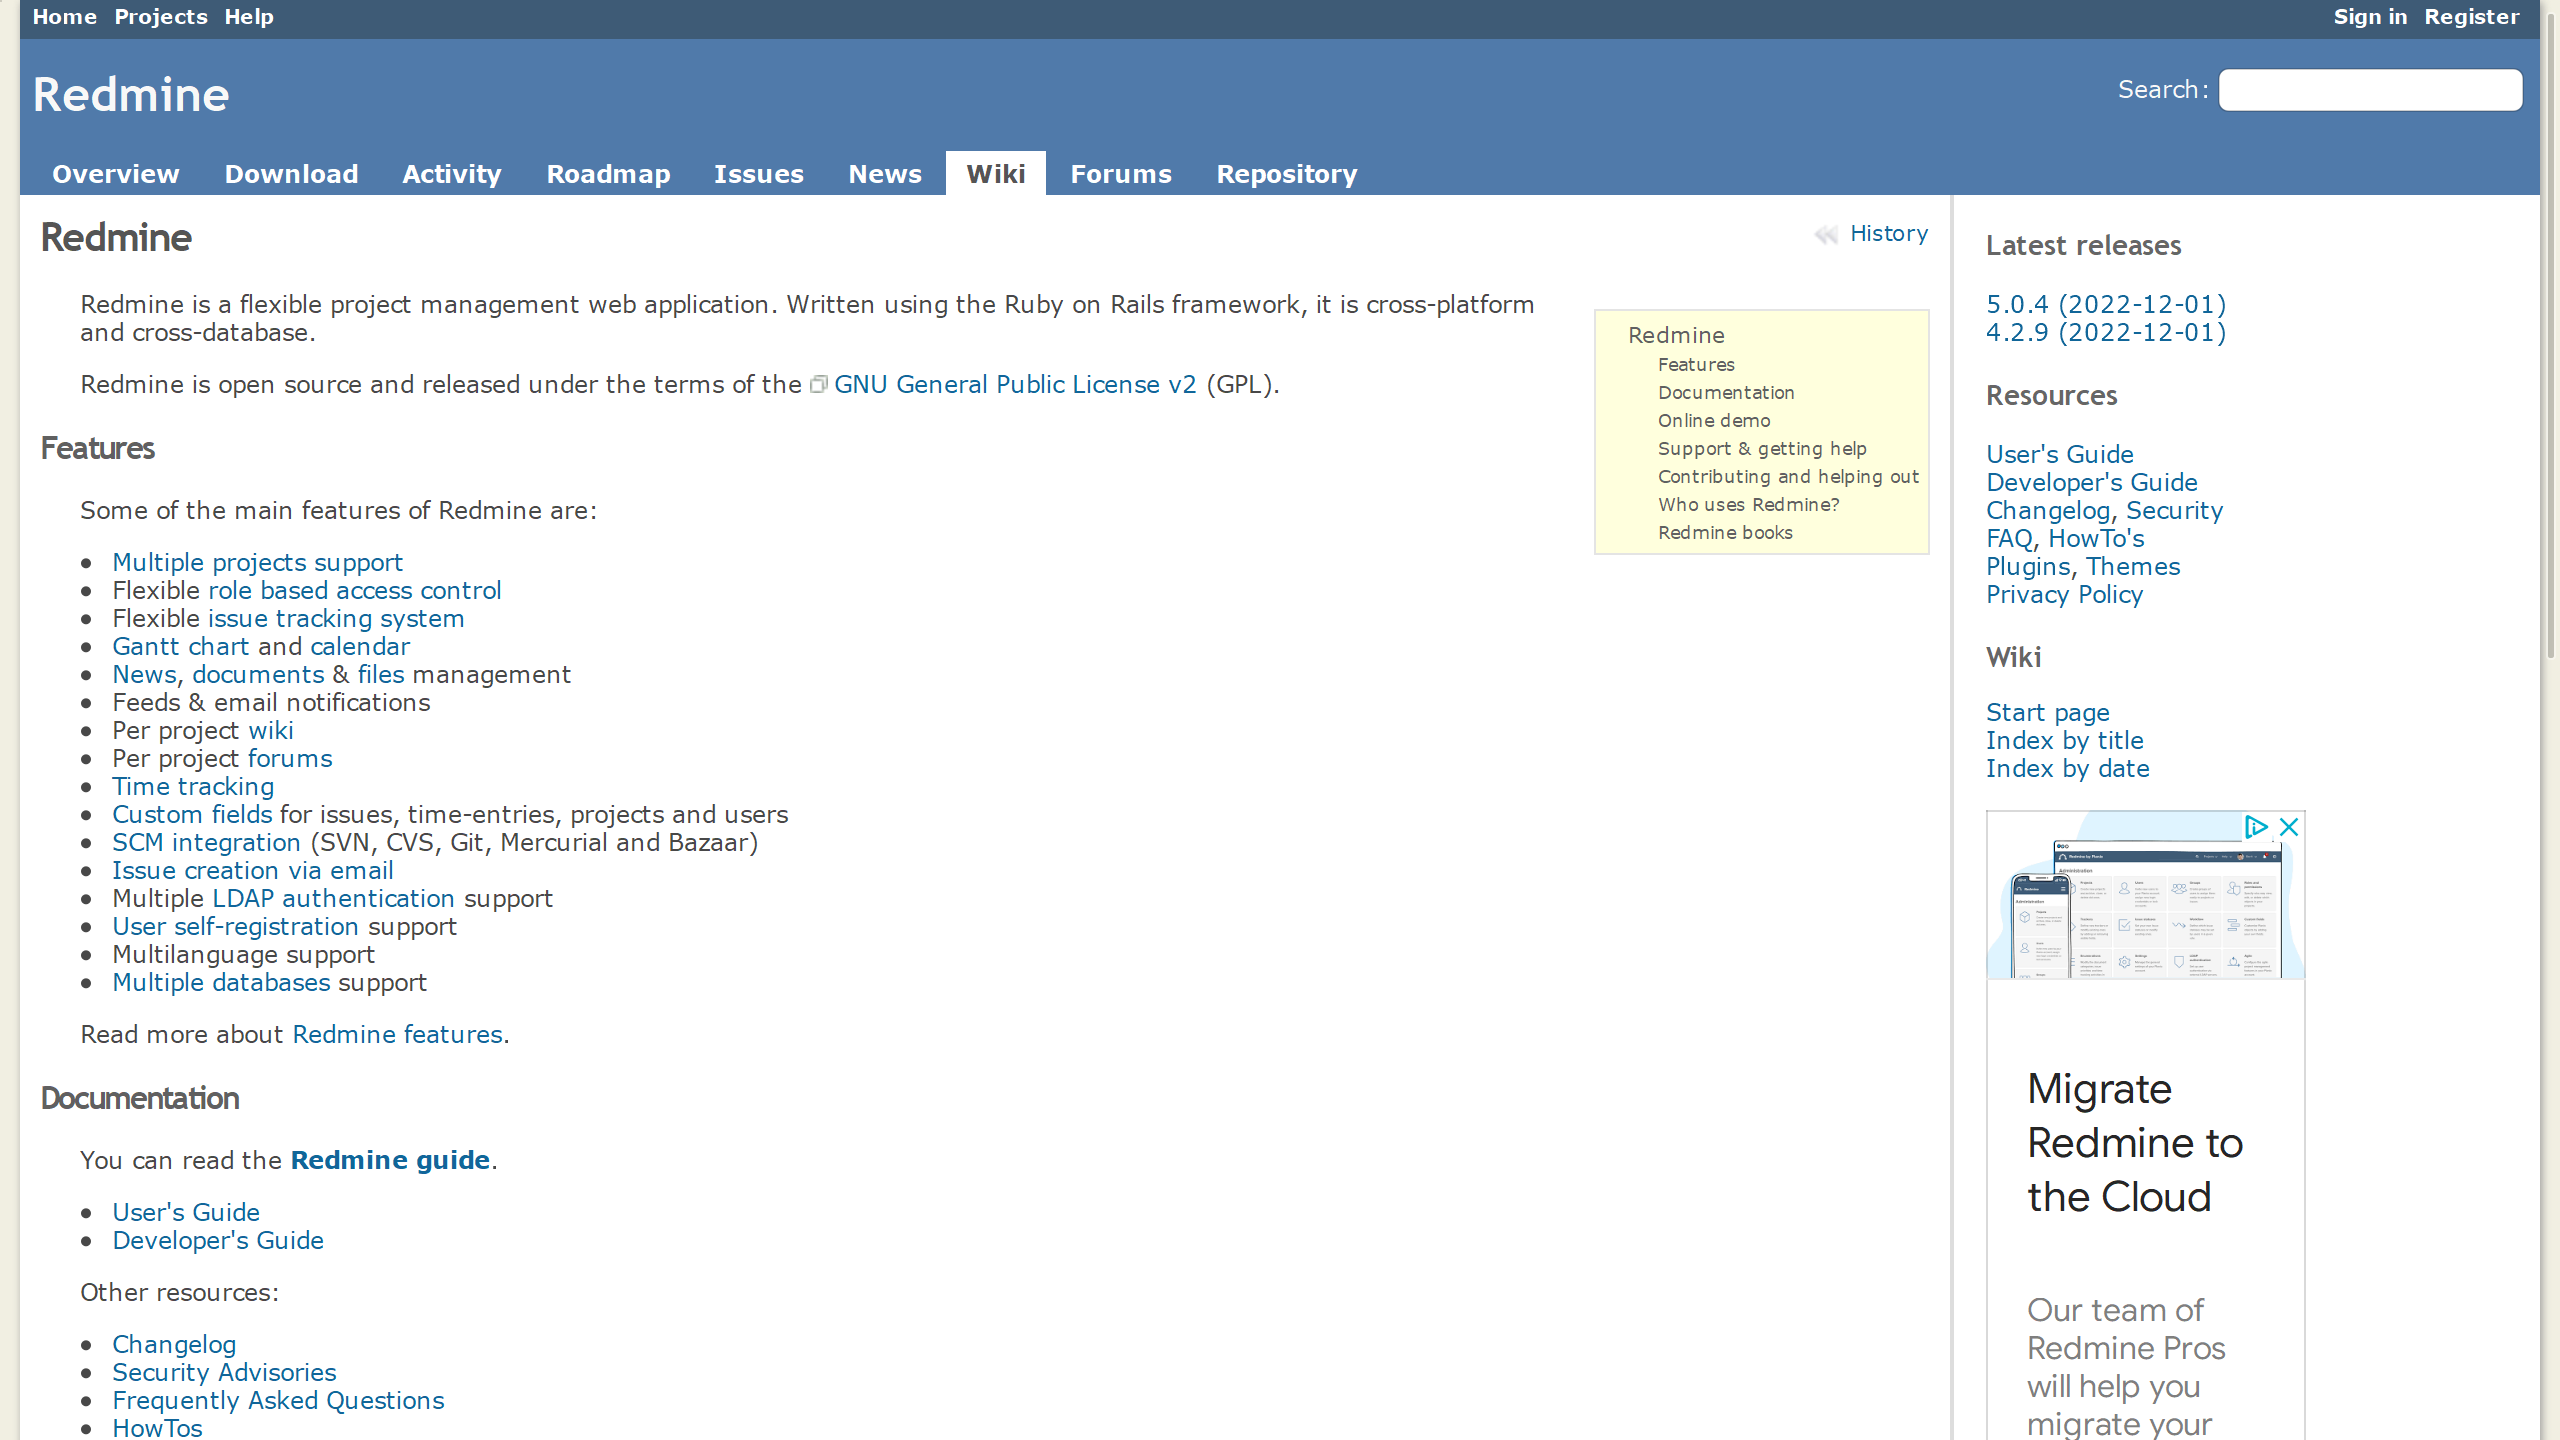 Home Projects Help Sign in Register
Redmine
Search:
Overview Download Activity Roadmap Issues News Wiki Forums Repository
Redmine
History
Redmine is a flexible project management web application. Written using the Ruby on Rails framework, it is cross-platform
and cross-database.
Redmine is open source and released under the terms of the GNU General Public License v2 (GPL).
Redmine
Features
Documentation
Online demo
Support & getting help
Contributing and helping out
Who uses Redmine?
Redmine books
Features
Some of the main features of Redmine are:
Multiple projects support
Flexible role based access control
Flexible issue tracking system
Gantt chart and calendar
News, documents & files management
Feeds & email notifications
Per project wiki
Per project forums
Time tracking
Custom fields for issues, time-entries, projects and users
SCM integration (SVN, CVS, Git, Mercurial and Bazaar)
Issue creation via email
Multiple LDAP authentication support
User self-registration support
Multilanguage support
Multiple databases support
Read more about Redmine features.
Documentation
You can read the Redmine guide.
User's Guide
Developer's Guide
Other resources:
Changelog
Security Advisories
Frequently Asked Questions
HowTos
Latest releases
5.0.4 (2022-12-01)
4.2.9 (2022-12-01)
Resources
User's Guide
Developer's Guide
Changelog, Security
FAQ, HowTo's
Plugins, Themes
Privacy Policy
Wiki
Start page
Index by title
Index by date
Administration
Administration
Migrate
Redmine to
the Cloud
Our team of
Redmine Pros
will help you
migrate your